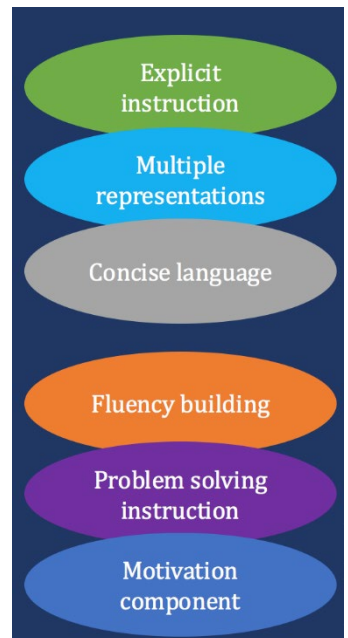 Explicit
instruction
Multiple
representations
Concise language
Fluency building
Problem solving
instruction
Motivation
component